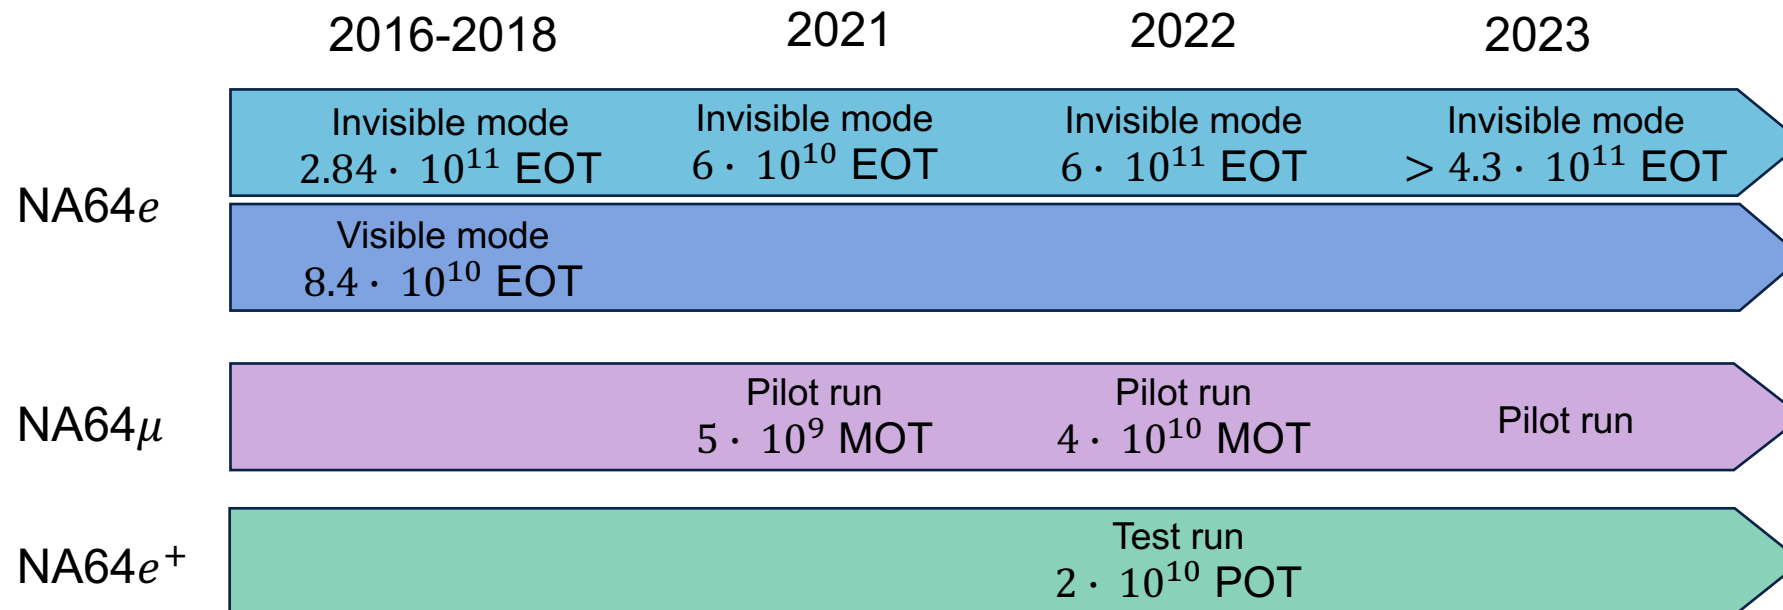 2016-2018 2021 2022 2023
NA64e
Invisible mode
2.84 · 10¹¹ EOT
Invisible mode
6 · 10¹⁰ EOT
Invisible mode
6 · 10¹¹ EOT
Invisible mode
> 4.3 · 10¹¹ EOT
Visible mode
8.4 · 10¹⁰ EOT
NA64μ
Pilot run
5 · 10⁹ MOT
Pilot run
4 · 10¹⁰ MOT
Pilot run
NA64e⁺
Test run
2 · 10¹⁰ POT